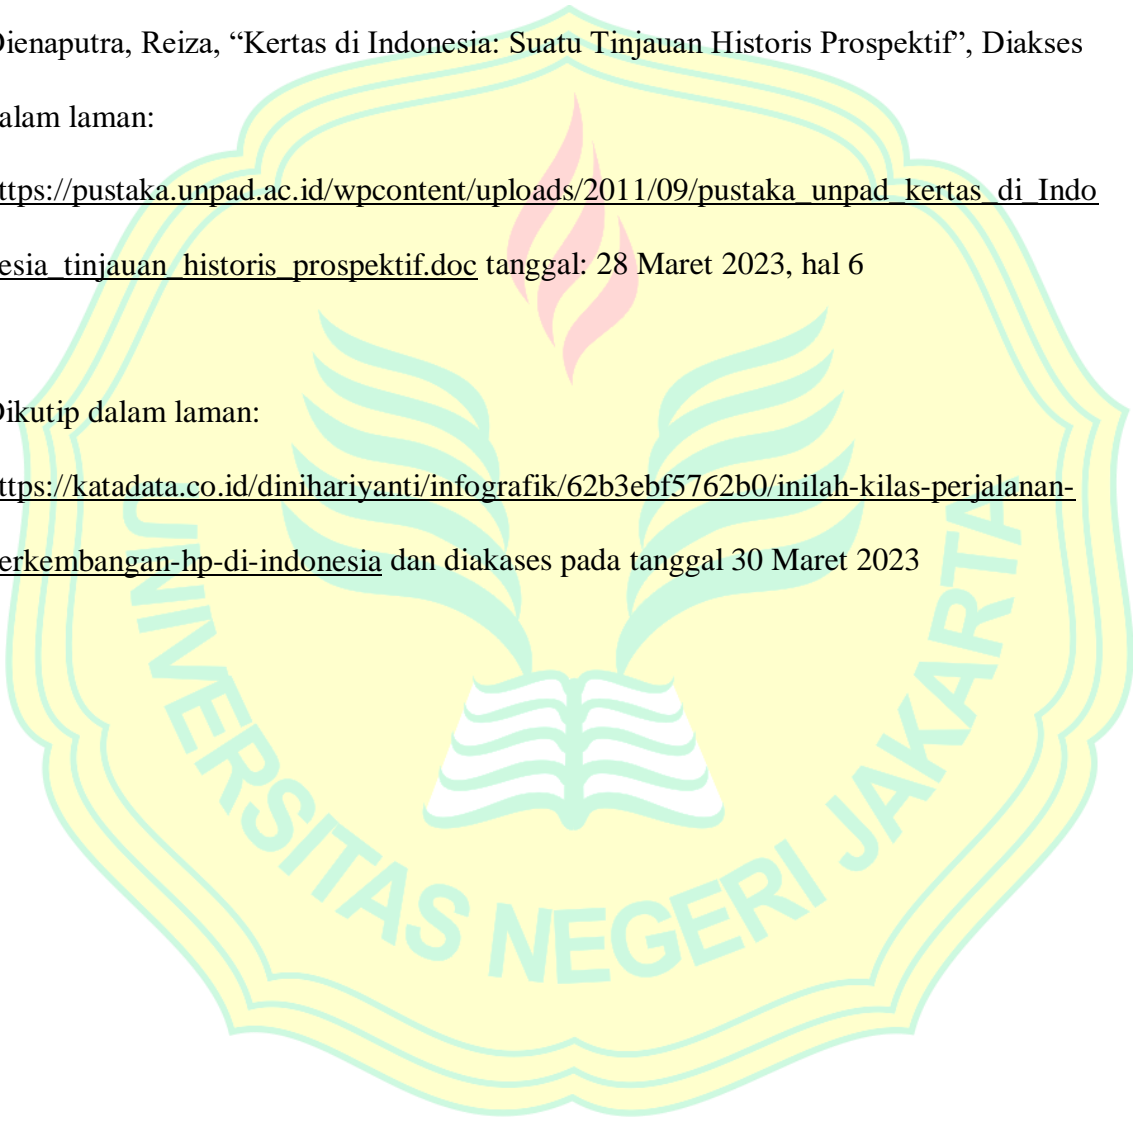 Dienaputra, Reiza, “Kertas di Indonesia: Suatu Tinjauan Historis Prospektif”, Diakses
alam laman:
ttps://pustaka.unpad.ac.id/wpcontent/uploads/2011/09/pustaka_unpad_kertas_di_Indo
esia_tinjauan_historis_prospektif.doc tanggal: 28 Maret 2023, hal 6
Dikutip dalam laman:
ttps://katadata.co.id/dinihariyanti/infografik/62b3ebf5762b0/inilah-kilas-perjalanan-
erkembangan-hp-di-indonesia dan diakases pada tanggal 30 Maret 2023
UNIVERSITAS NEGERI JAKARTA